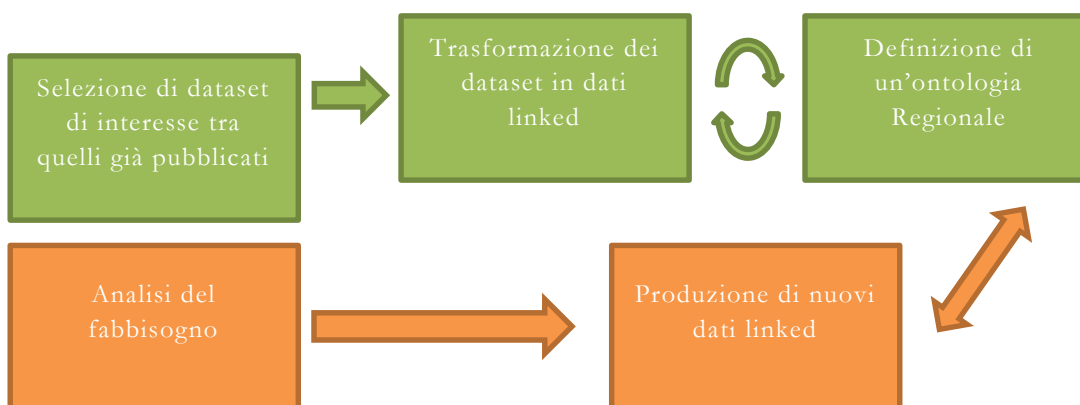 Selezione di dataset
di interesse tra
quelli già pubblicati
Trasformazione dei
dataset in dati
linked
Definizione di
un’ontologia
Regionale
Analisi del
fabbisogno
Produzione di nuovi
dati linked